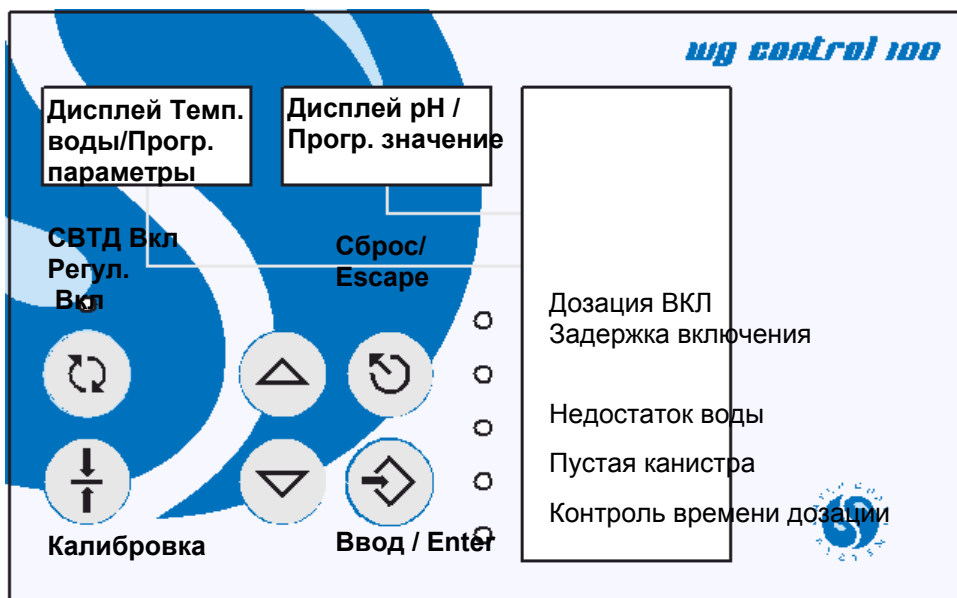 wg control 100
Дисплей Темп.
воды/Прогр.
параметры
Дисплей pH /
Прогр. значение
СВТД Вкл
Регул.
Вкл
Сброс/
Escape
Дозация ВКЛ
Задержка включения
Недостаток воды
Пустая канистра
Контроль времени дозации
Калибровка
Ввод / Enter